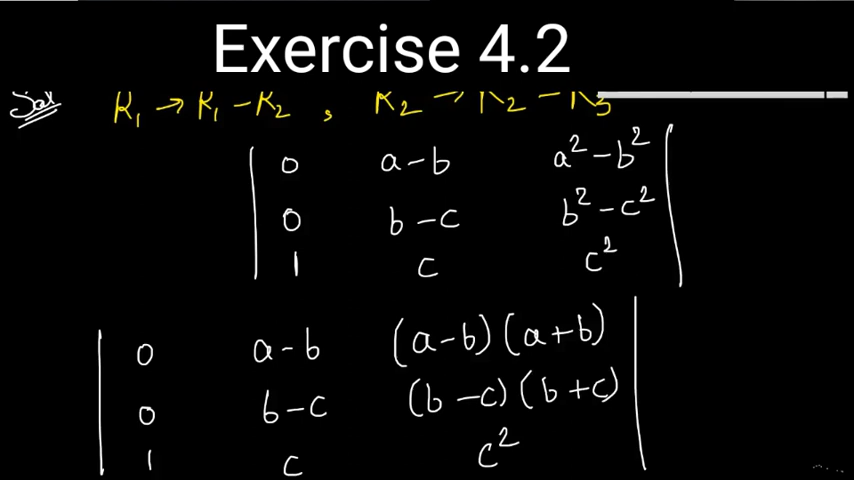 Exercise 4.2
Sol R₁ → R₁ − R₂ , R₂ → R₂ − R₃
0 a−b a²−b²
0 b−c b²−c²
1 c c²
0 a−b (a−b)(a+b)
0 b−c (b−c)(b+c)
1 c c²